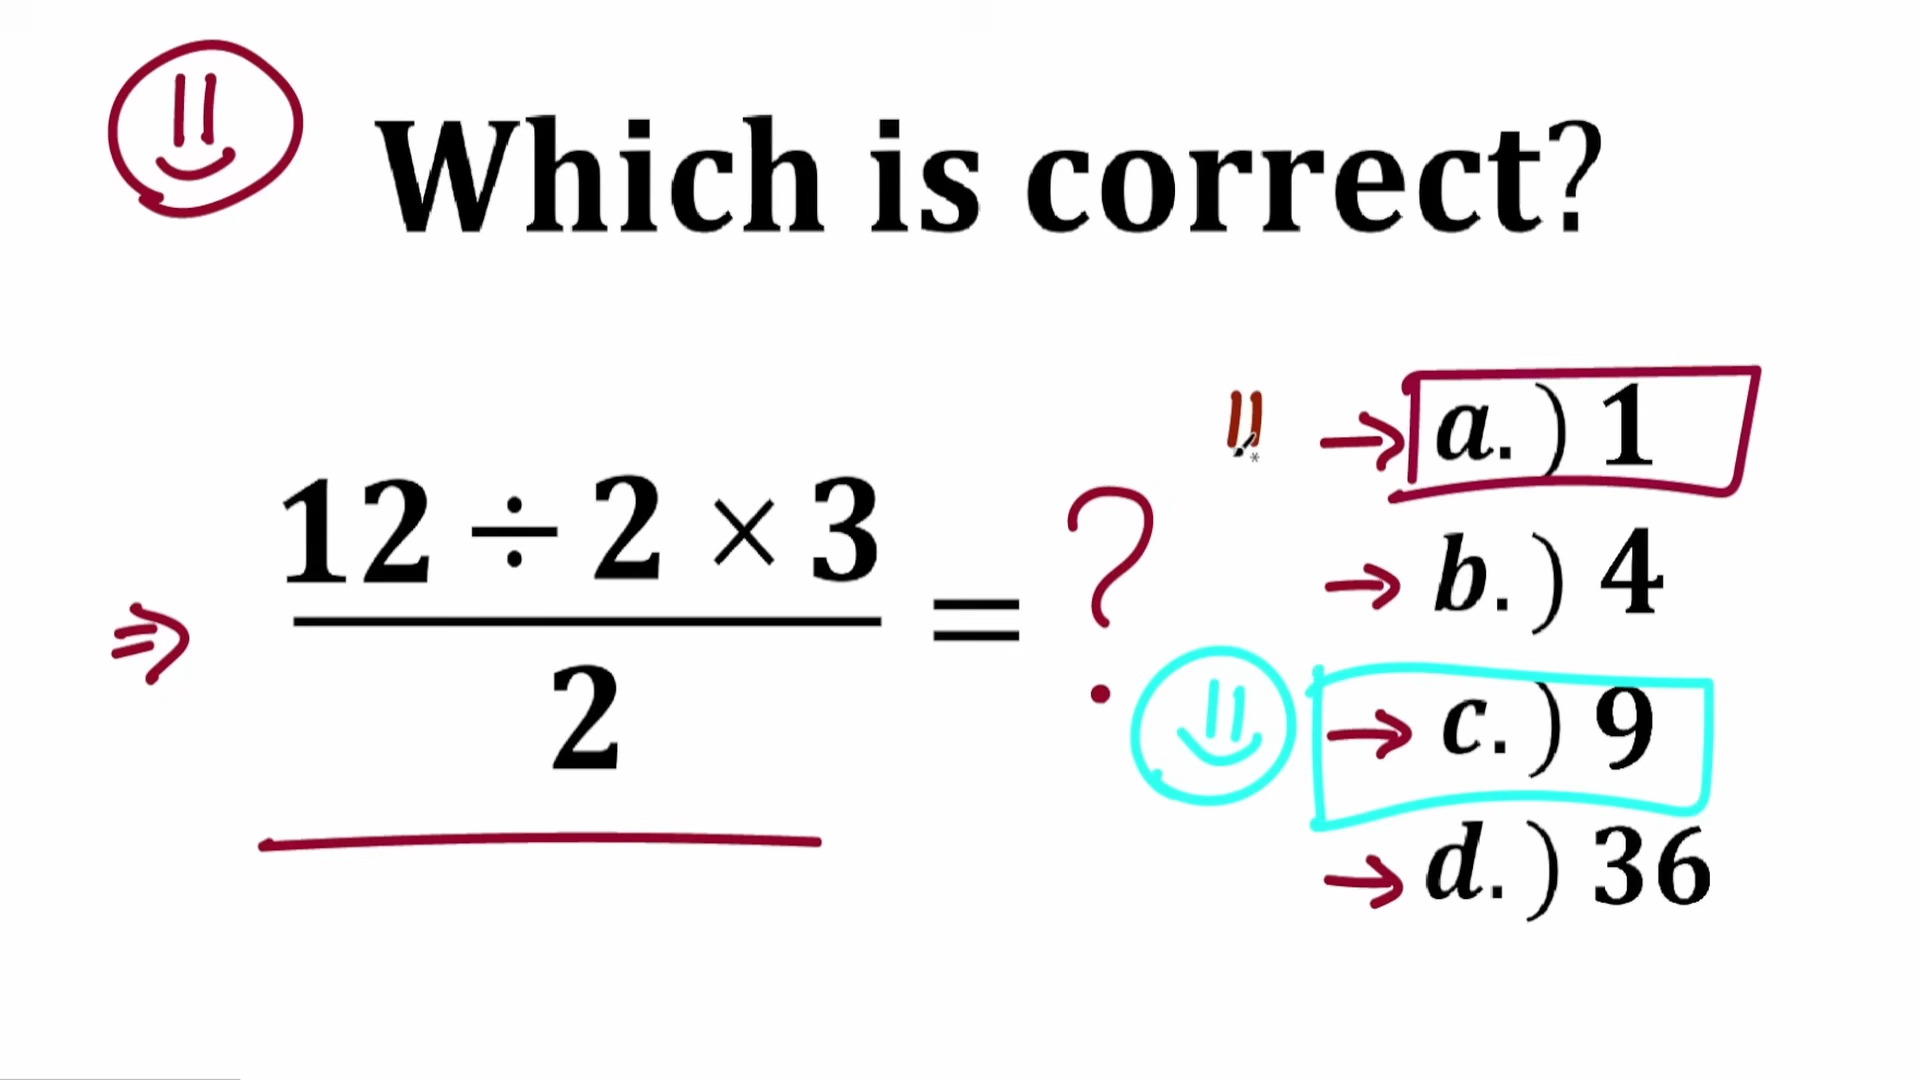 Which is correct?
12 ÷ 2 × 3
2
= ?
a.) 1
b.) 4
c.) 9
d.) 36